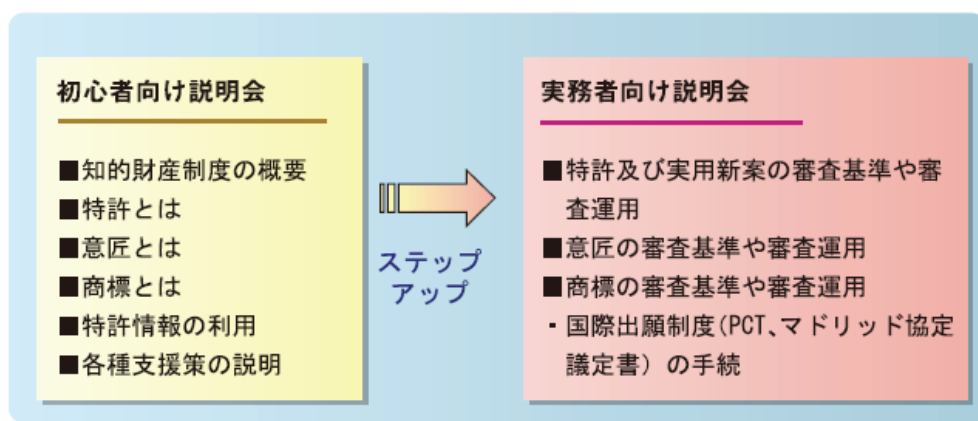 初心者向け説明会
■知的財産制度の概要
■特許とは
■意匠とは
■商標とは
■特許情報の利用
■各種支援策の説明
ステップ
アップ
実務者向け説明会
■特許及び実用新案の審査基準や審
査運用
■意匠の審査基準や審査運用
■商標の審査基準や審査運用
・国際出願制度(PCT、マドリッド協定
議定書）の手続